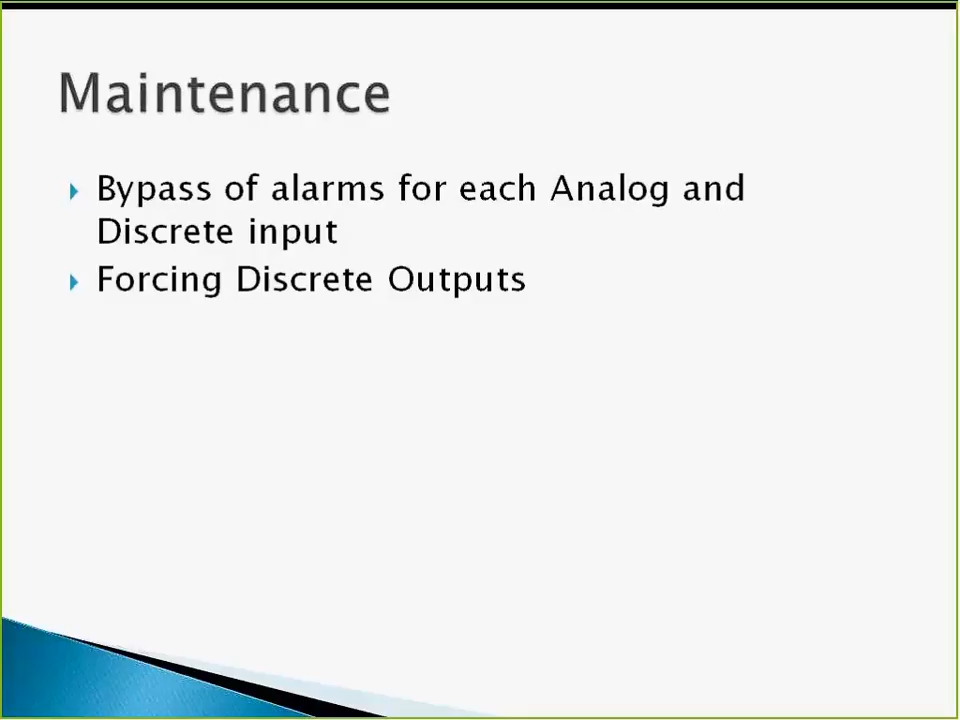 Maintenance
Bypass of alarms for each Analog and
Discrete input
Forcing Discrete Outputs